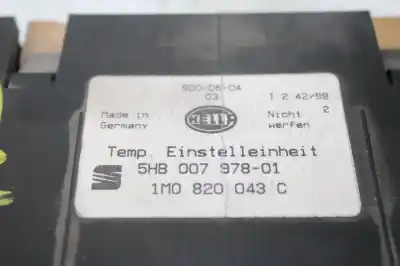 900-06-04
03
1 2 42/98
2
Made in
Germany
HELLA
Nicht
werfen
Temp. Einstelleinheit
5HB 007 978-01
1M0 820 043 C